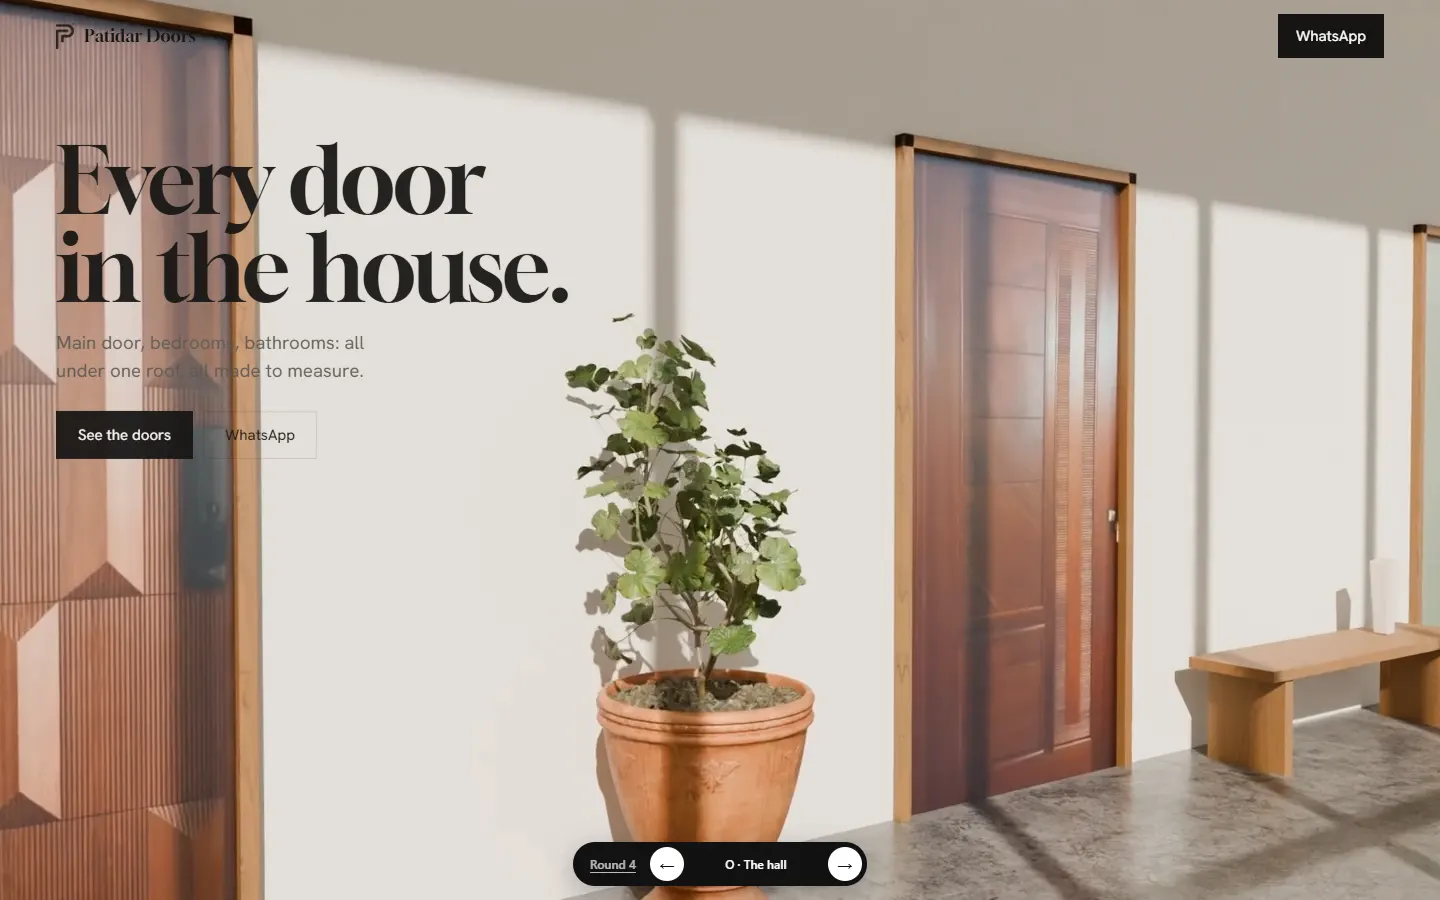 Patidar Doors
WhatsApp
Every door
in the house.
Main door, bedrooms, bathrooms: all
under one roof, all made to measure.
See the doors
WhatsApp
Round 4
←
O · The hall
→